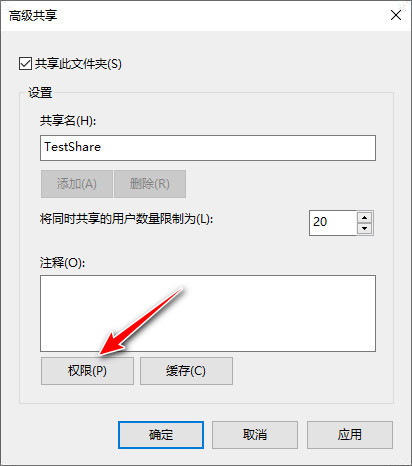 高级共享
共享此文件夹(S)
设置
共享名(H):
TestShare
添加(A) 删除(R)
将同时共享的用户数量限制为(L): 20
注释(O):
权限(P) 缓存(C)
确定 取消 应用